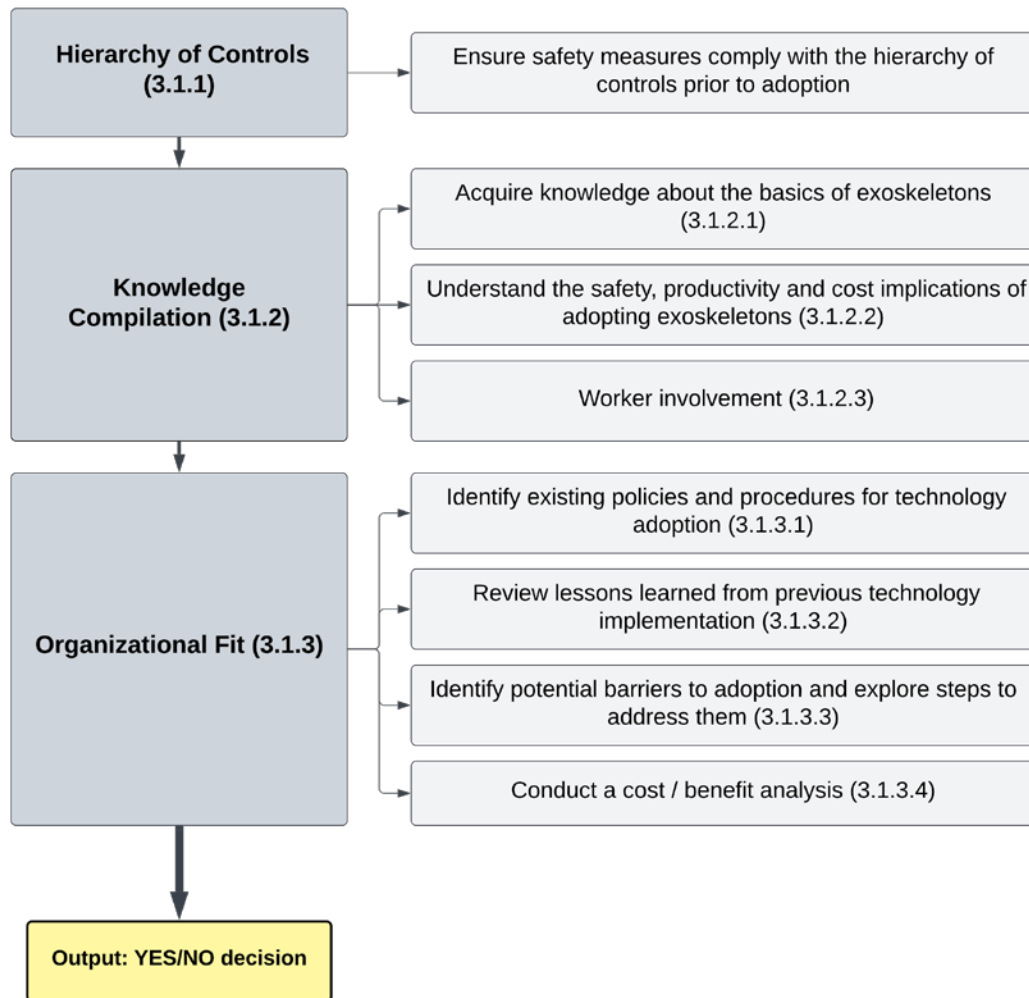 Hierarchy of Controls
(3.1.1)
Ensure safety measures comply with the hierarchy of
controls prior to adoption
Knowledge
Compilation (3.1.2)
Acquire knowledge about the basics of exoskeletons
(3.1.2.1)
Understand the safety, productivity and cost implications of
adopting exoskeletons (3.1.2.2)
Worker involvement (3.1.2.3)
Organizational Fit (3.1.3)
Identify existing policies and procedures for technology
adoption (3.1.3.1)
Review lessons learned from previous technology
implementation (3.1.3.2)
Identify potential barriers to adoption and explore steps to
address them (3.1.3.3)
Conduct a cost / benefit analysis (3.1.3.4)
Output: YES/NO decision